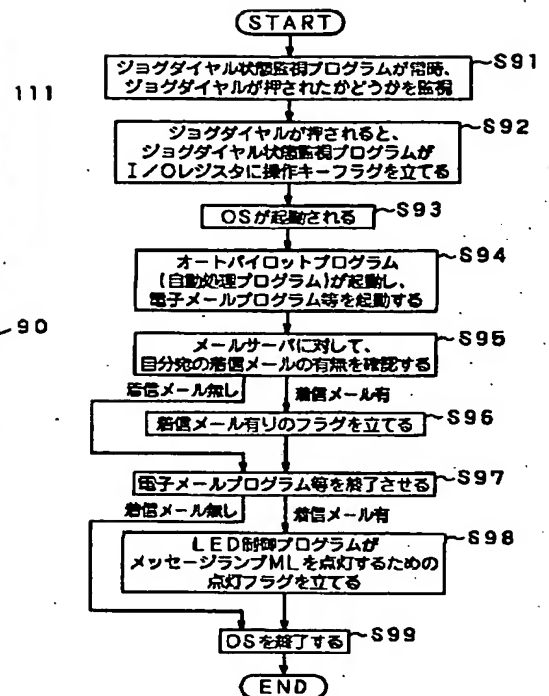 START
ジョグダイヤル状態監視プログラムが常時、
ジョグダイヤルが押されたかどうかを監視
S91
111
ジョグダイヤルが押されると、
ジョグダイヤル状態監視プログラムが
I/Oレジスタに操作キーフラグを立てる
S92
OSが起動される
S93
オートパイロットプログラム
(自動処理プログラム)が起動し、
電子メールプログラム等を起動する
S94
90
メールサーバに対して、
自分宛の着信メールの有無を確認する
S95
着信メール無し
着信メール有
着信メール有りのフラグを立てる
S96
電子メールプログラム等を終了させる
S97
着信メール無し
着信メール有
LED制御プログラムが
メッセージランプMLを点灯するための
点灯フラグを立てる
S98
OSを終了する
S99
END